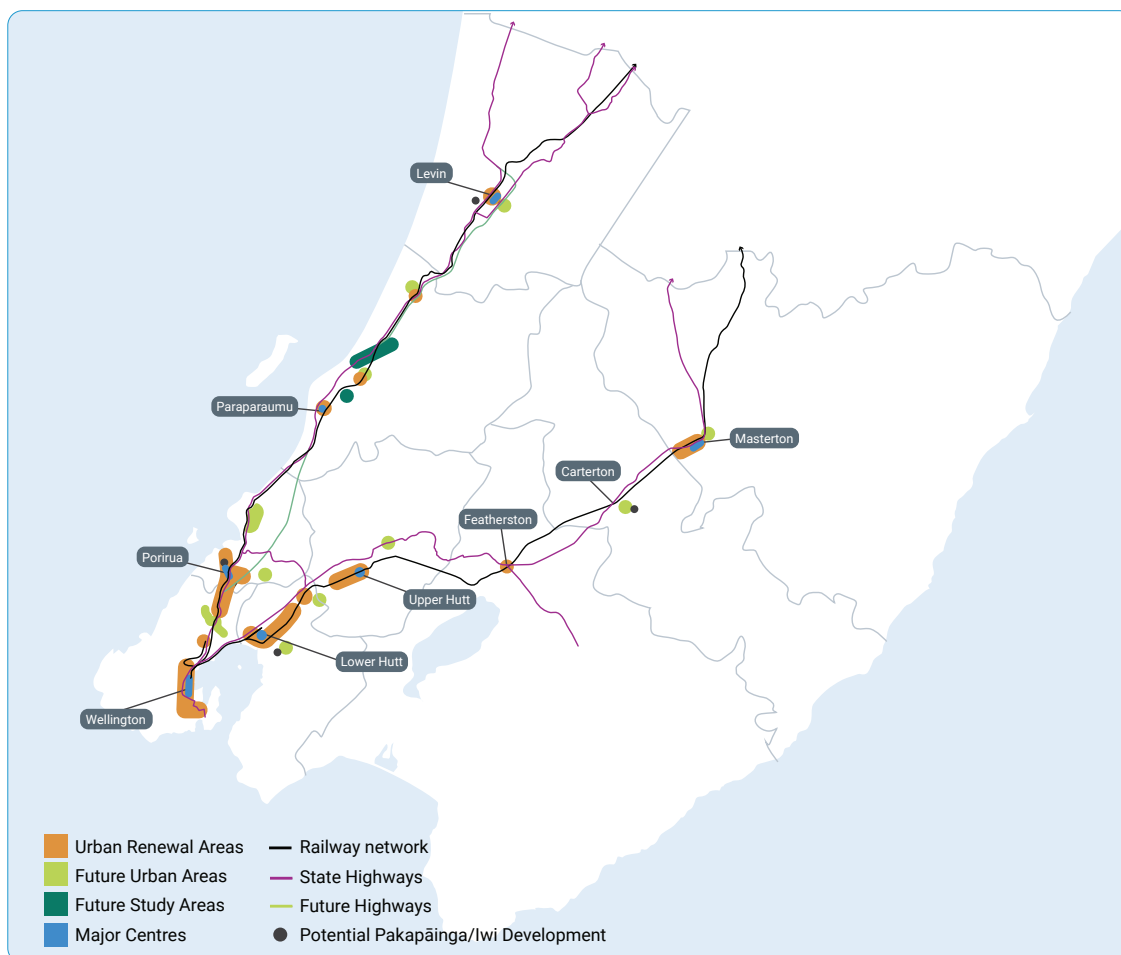 Levin
Paraparaumu
Masterton
Carterton
Featherston
Porirua
Upper Hutt
Lower Hutt
Wellington
Urban Renewal Areas
Future Urban Areas
Future Study Areas
Major Centres
Railway network
State Highways
Future Highways
Potential Pakapāinga/Iwi Development